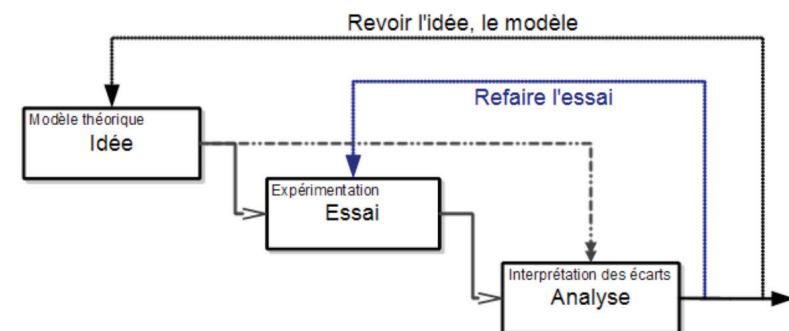 Revoir l'idée, le modèle
Refaire l'essai
Modèle théorique
Idée
Expérimentation
Essai
Interprétation des écarts
Analyse